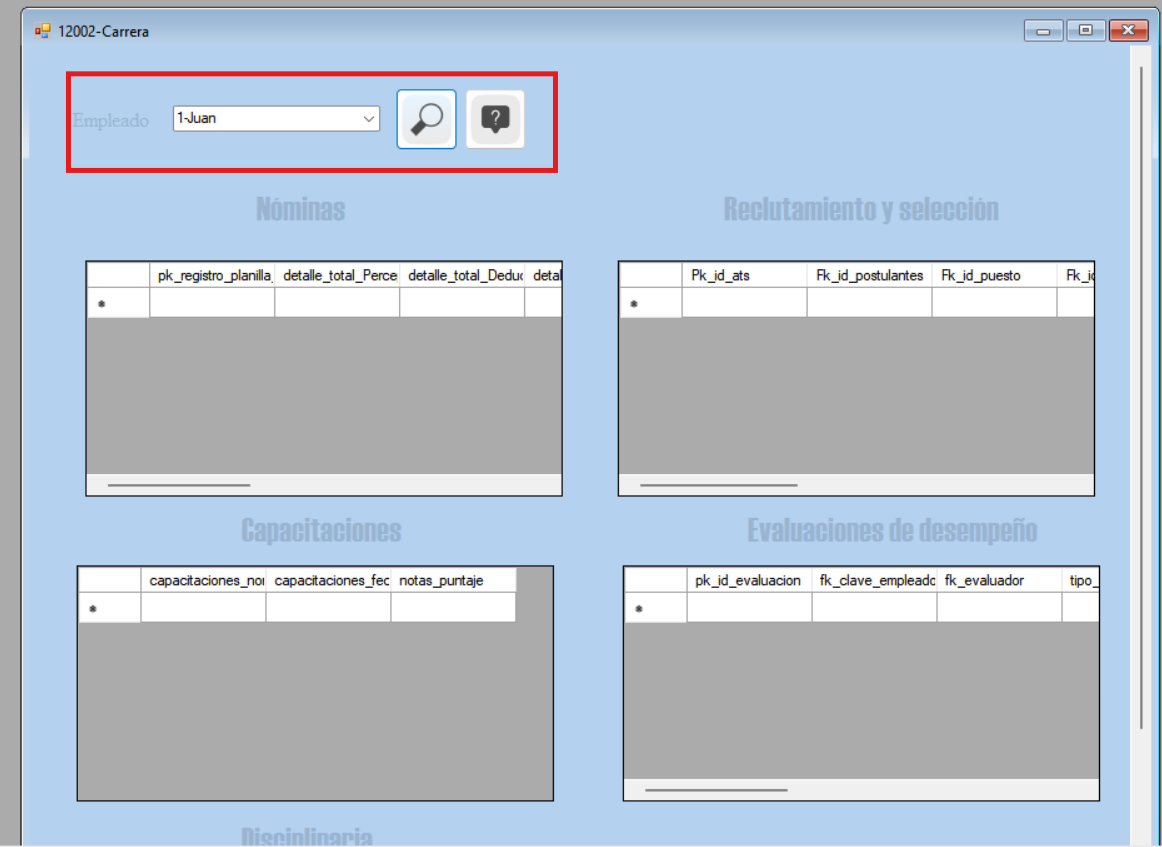 12002-Carrera
Empleado 1-Juan
Nóminas
Reclutamiento y selección
pk_registro_planilla_ detalle_total_Perce detalle_total_Deduc detal
Pk_id_ats Fk_id_postulantes Fk_id_puesto Fk_id
Capacitaciones
Evaluaciones de desempeño
capacitaciones_nor capacitaciones_fec notas_puntaje
pk_id_evaluacion fk_clave_empleado fk_evaluador tipo_
Disciplinaria